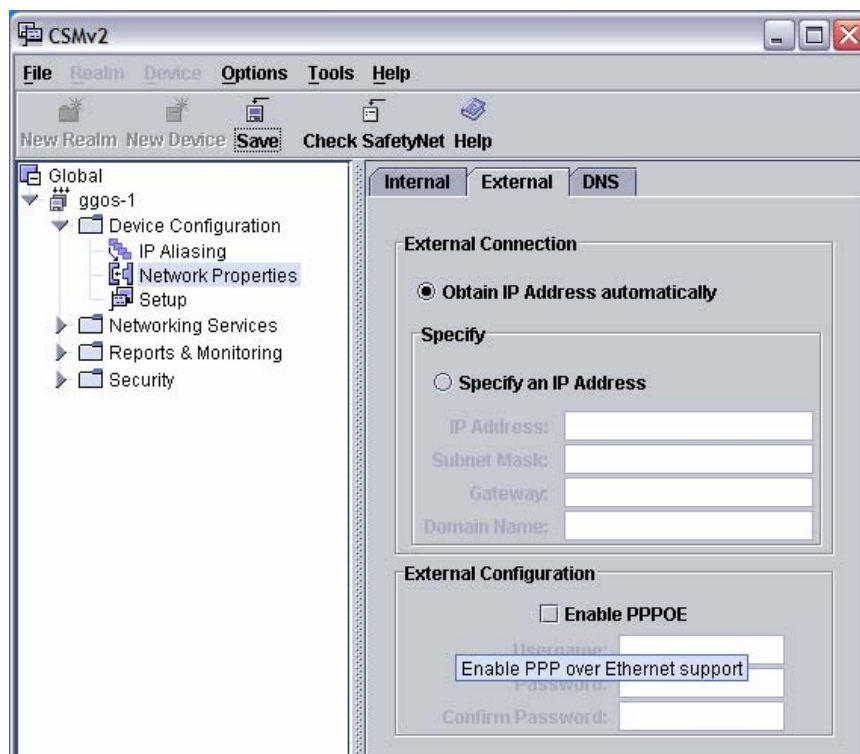 CSMv2
File Realm Device Options Tools Help
New Realm New Device Save Check SafetyNet Help
Global
ggos-1
Device Configuration
IP Aliasing
Network Properties
Setup
Networking Services
Reports & Monitoring
Security
Internal External DNS
External Connection
Obtain IP Address automatically
Specify
Specify an IP Address
IP Address:
Subnet Mask:
Gateway:
Domain Name:
External Configuration
Enable PPPOE
Username:
Enable PPP over Ethernet support
Password:
Confirm Password: